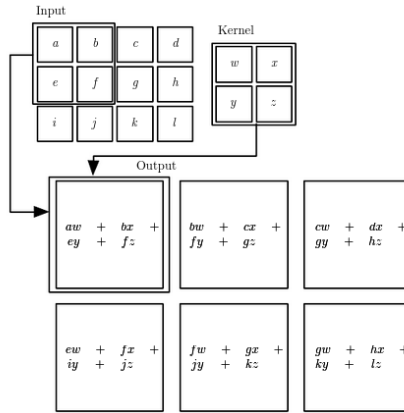 Input
Kernel
a b c d
w x
e f g h
y z
i j k l
Output
aw + bx +
ey + fz
bw + cx +
fy + gz
cw + dx +
gy + hz
ew + fx +
iy + jz
fw + gx +
jy + kz
gw + hx +
ky + lz